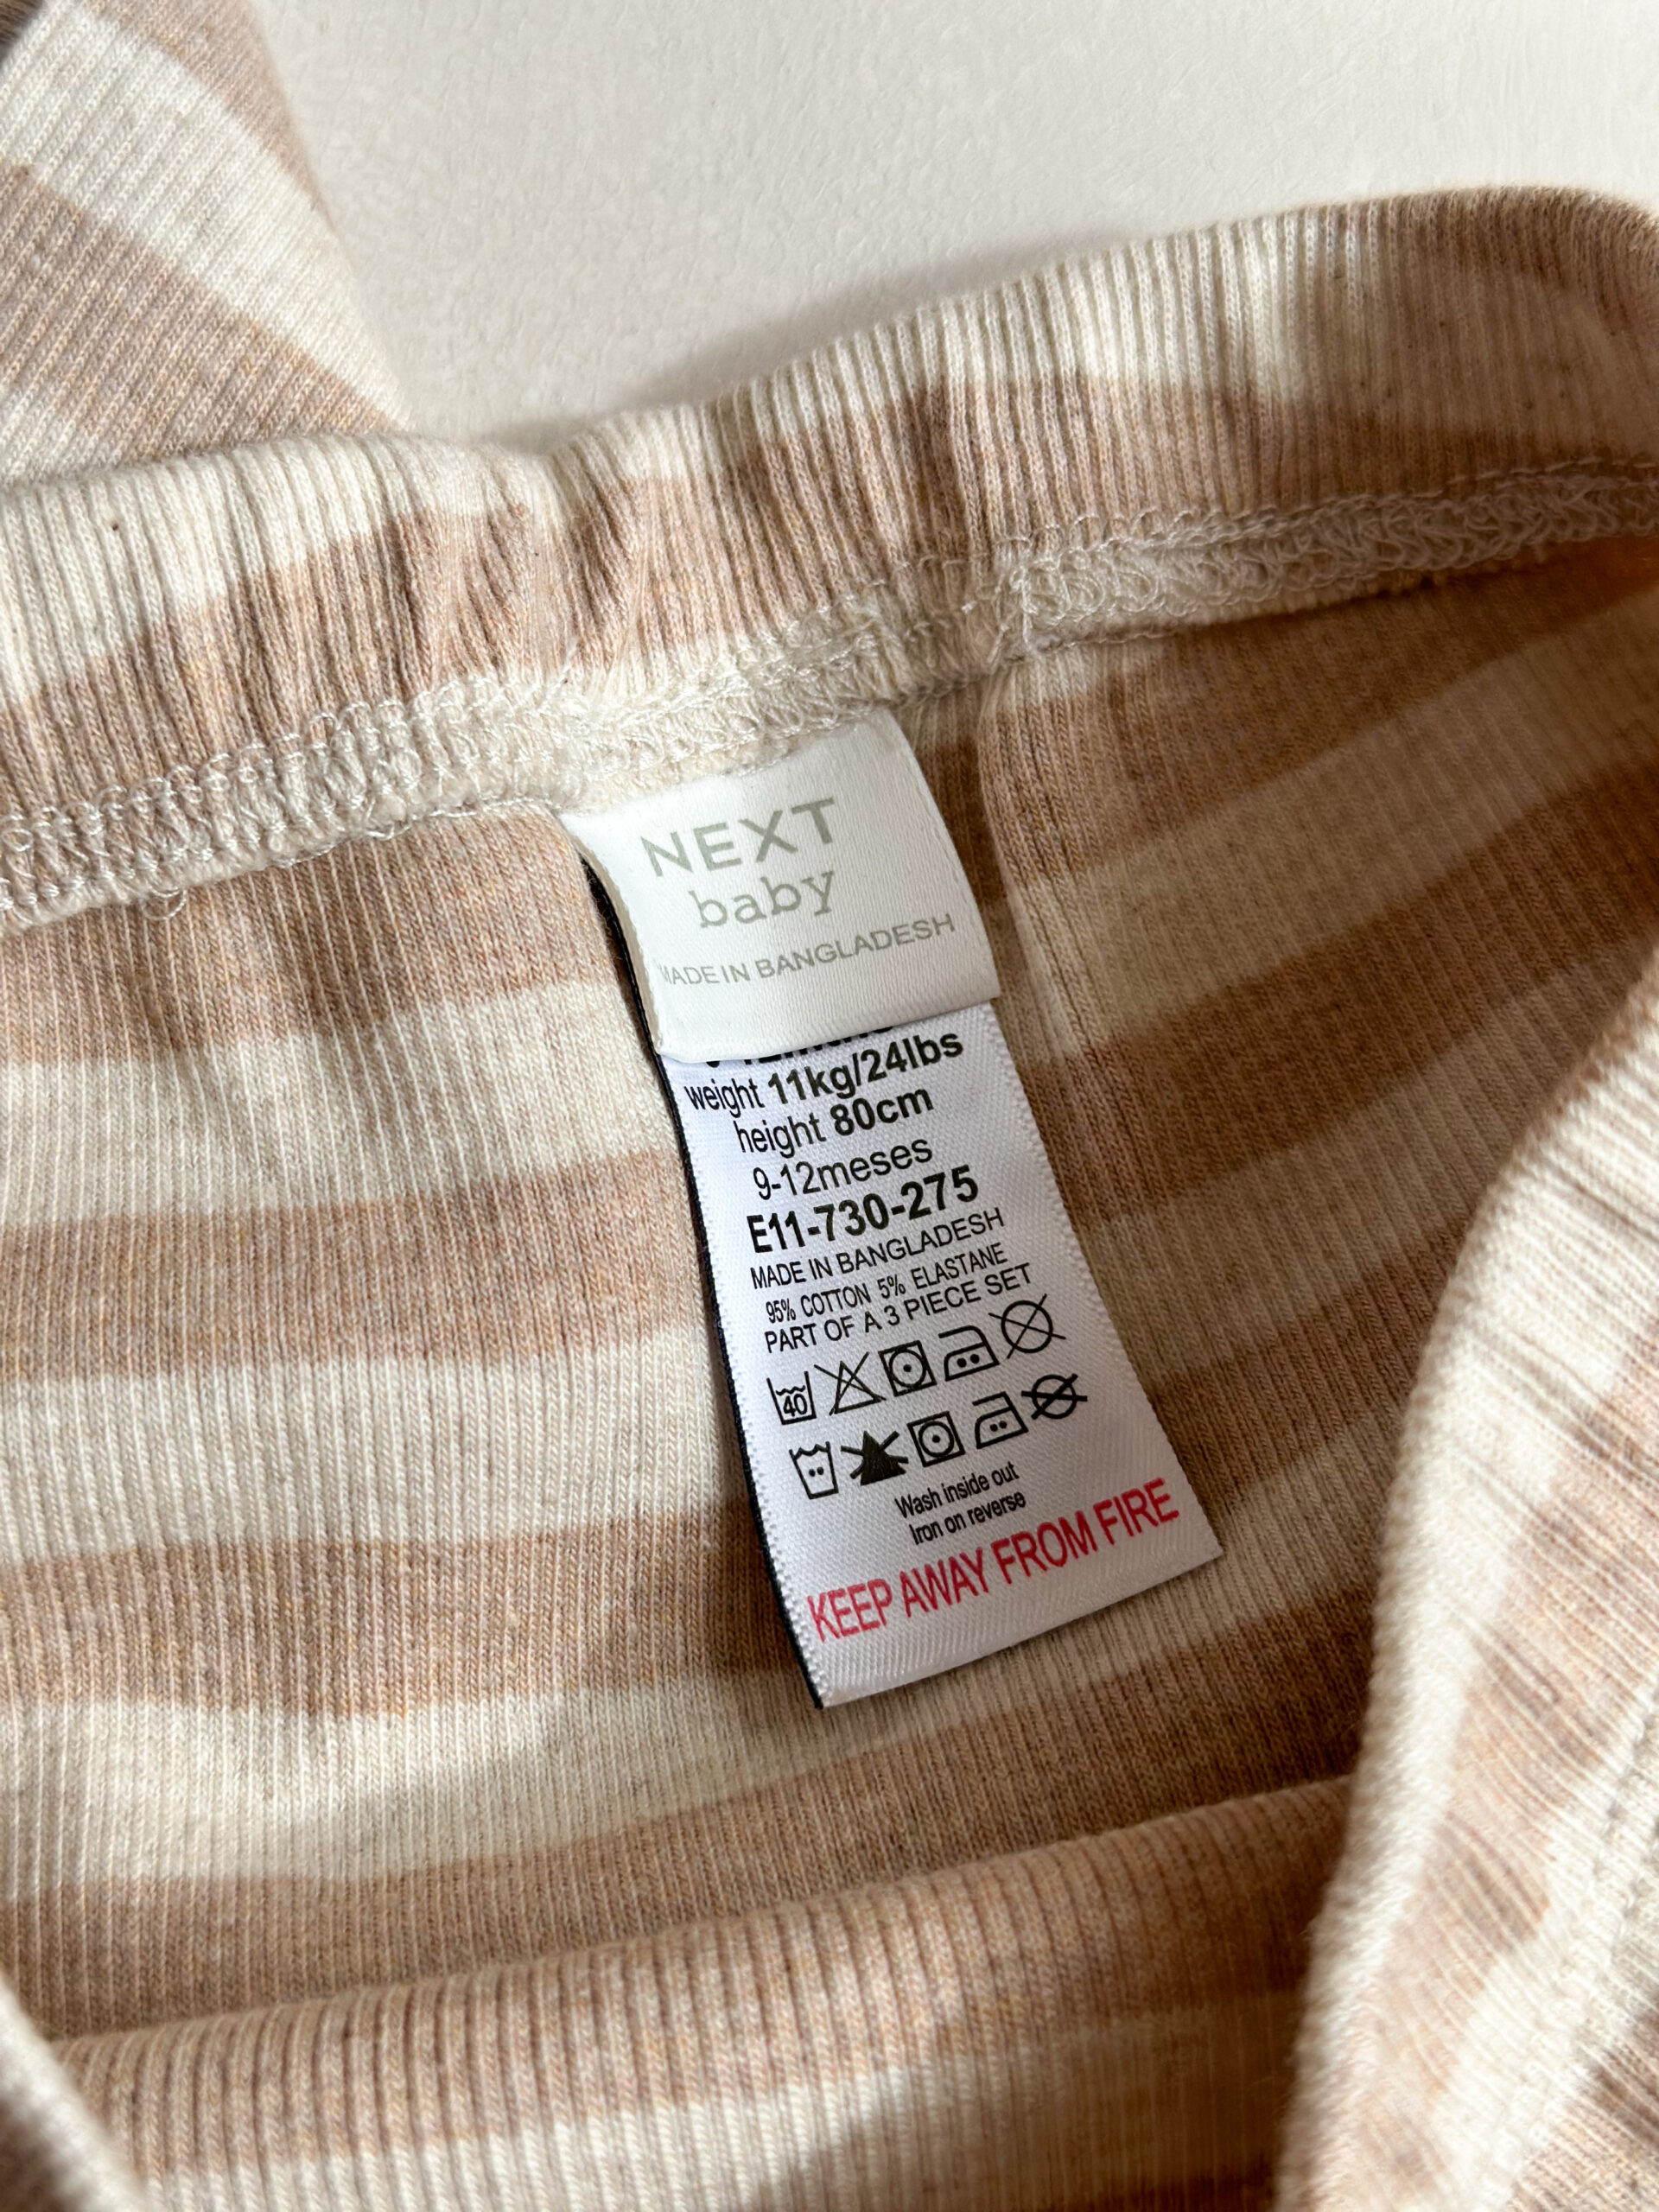 NEXT
baby
MADE IN BANGLADESH
weight 11kg/24lbs
height 80cm
9-12meses
E11-730-275
MADE IN BANGLADESH
95% COTTON 5% ELASTANE
PART OF A 3 PIECE SET
40
Wash inside out
Iron on reverse
KEEP AWAY FROM FIRE